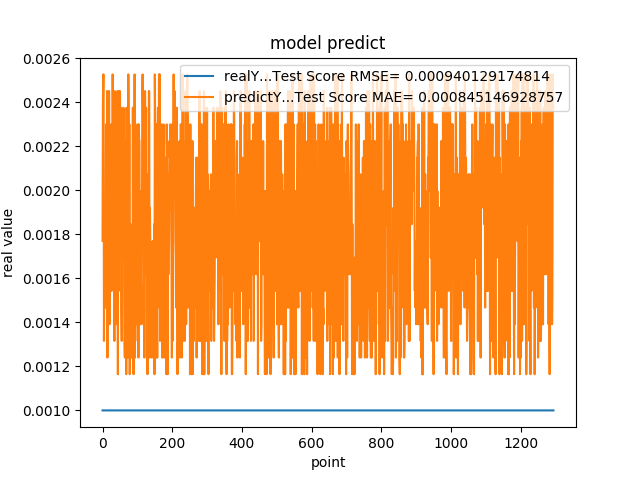 model predict
realY...Test Score RMSE= 0.000940129174814
predictY...Test Score MAE= 0.000845146928757
0.0026
0.0024
0.0022
0.0020
0.0018
0.0016
0.0014
0.0012
0.0010
real value
0 200 400 600 800 1000 1200
point